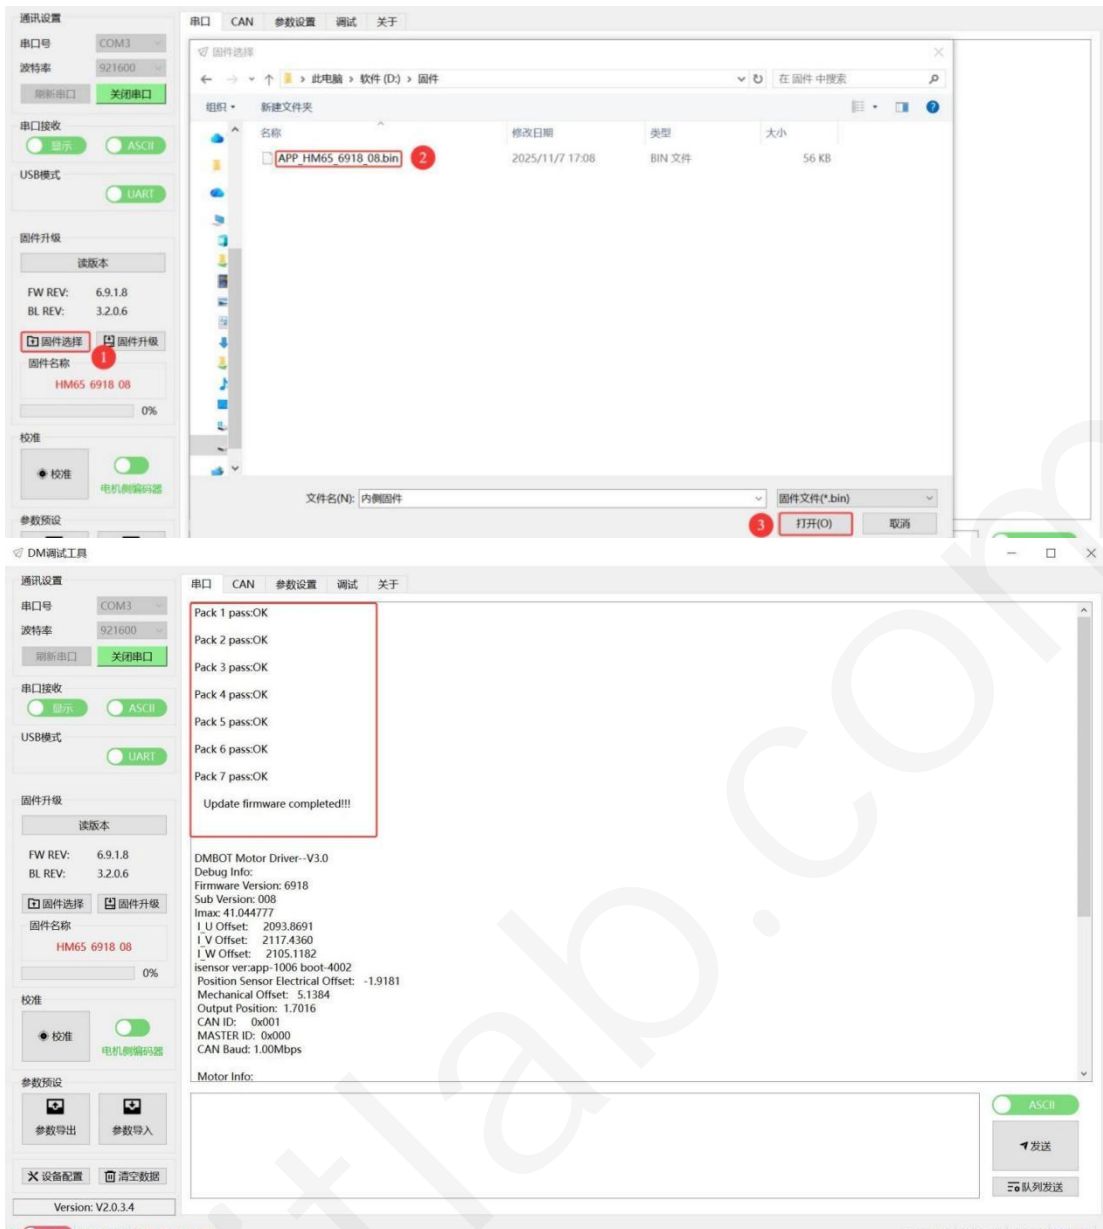 通讯设置
串口 CAN 参数设置 调试 关于
串口号 COM3
固件选择
波特率 921600
此电脑 › 软件 (D:) › 固件
在 固件 中搜索
刷新串口 关闭串口
组织 新建文件夹
串口接收
名称 修改日期 类型 大小
显示 ASCII
APP_HM65_6918_08.bin 2 2025/11/7 17:08 BIN 文件 56 KB
USB模式
UART
固件升级
读版本
FW REV: 6.9.1.8
BL REV: 3.2.0.6
固件选择 固件升级
1
固件名称
HM65 6918 08
0%
校准
校准
电机侧编码器
文件名(N): 内侧固件 固件文件(*.bin)
参数预设
3 打开(O) 取消
DM调试工具
通讯设置
串口 CAN 参数设置 调试 关于
串口号 COM3
波特率 921600
刷新串口 关闭串口
串口接收
显示 ASCII
USB模式
UART
固件升级
读版本
FW REV: 6.9.1.8
BL REV: 3.2.0.6
固件选择 固件升级
固件名称
HM65 6918 08
0%
校准
校准
电机侧编码器
参数预设
参数导出 参数导入
设备配置 清空数据
Version: V2.0.3.4
Pack 1 pass:OK
Pack 2 pass:OK
Pack 3 pass:OK
Pack 4 pass:OK
Pack 5 pass:OK
Pack 6 pass:OK
Pack 7 pass:OK
Update firmware completed!!!
DMBOT Motor Driver--V3.0
Debug Info:
Firmware Version: 6918
Sub Version: 008
Imax: 41.044777
I_U Offset: 2093.8691
I_V Offset: 2117.4360
I_W Offset: 2105.1182
isensor ver:app-1006 boot-4002
Position Sensor Electrical Offset: -1.9181
Mechanical Offset: 5.1384
Output Position: 1.7016
CAN ID: 0x001
MASTER ID: 0x000
CAN Baud: 1.00Mbps
Motor Info:
ASCII
发送
队列发送